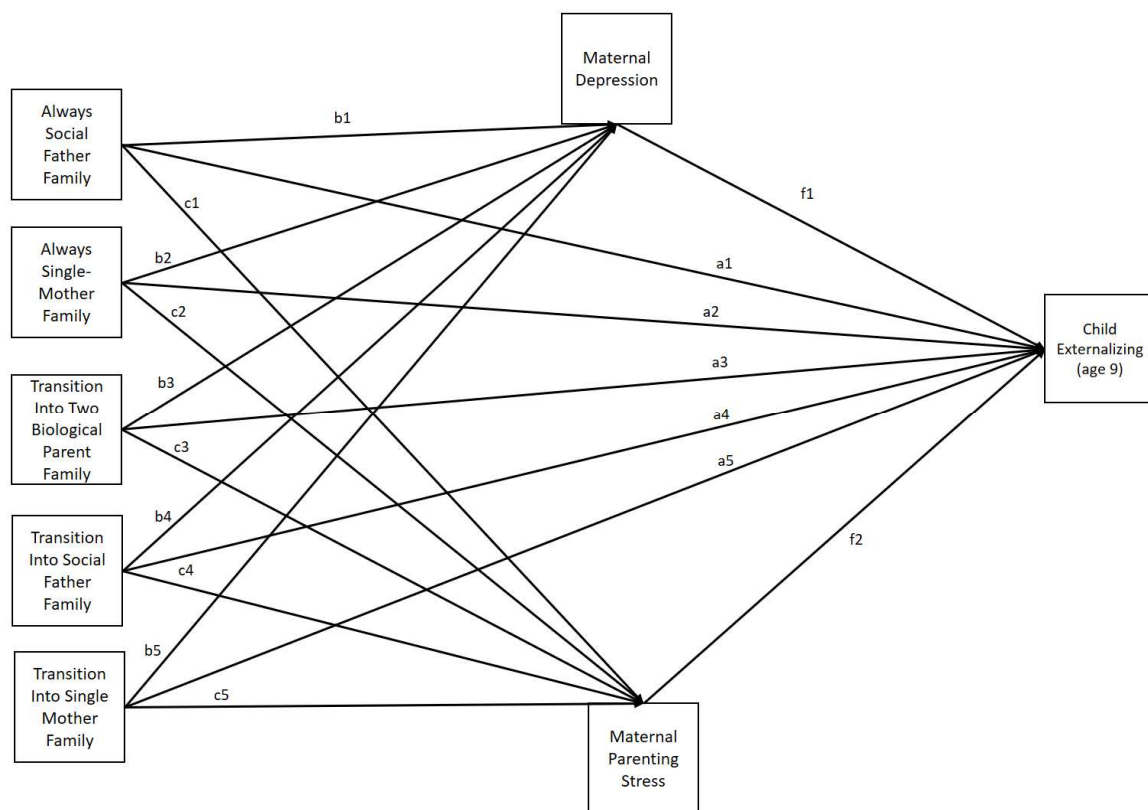 Maternal
Depression
Always
Social
Father
Family
b1
c1
f1
Always
Single-
Mother
Family
b2
c2
a1
a2
Child
Externalizing
(age 9)
Transition
Into Two
Biological
Parent
Family
b3
c3
a3
a4
a5
Transition
Into Social
Father
Family
b4
c4
f2
Transition
Into Single
Mother
Family
b5
c5
Maternal
Parenting
Stress